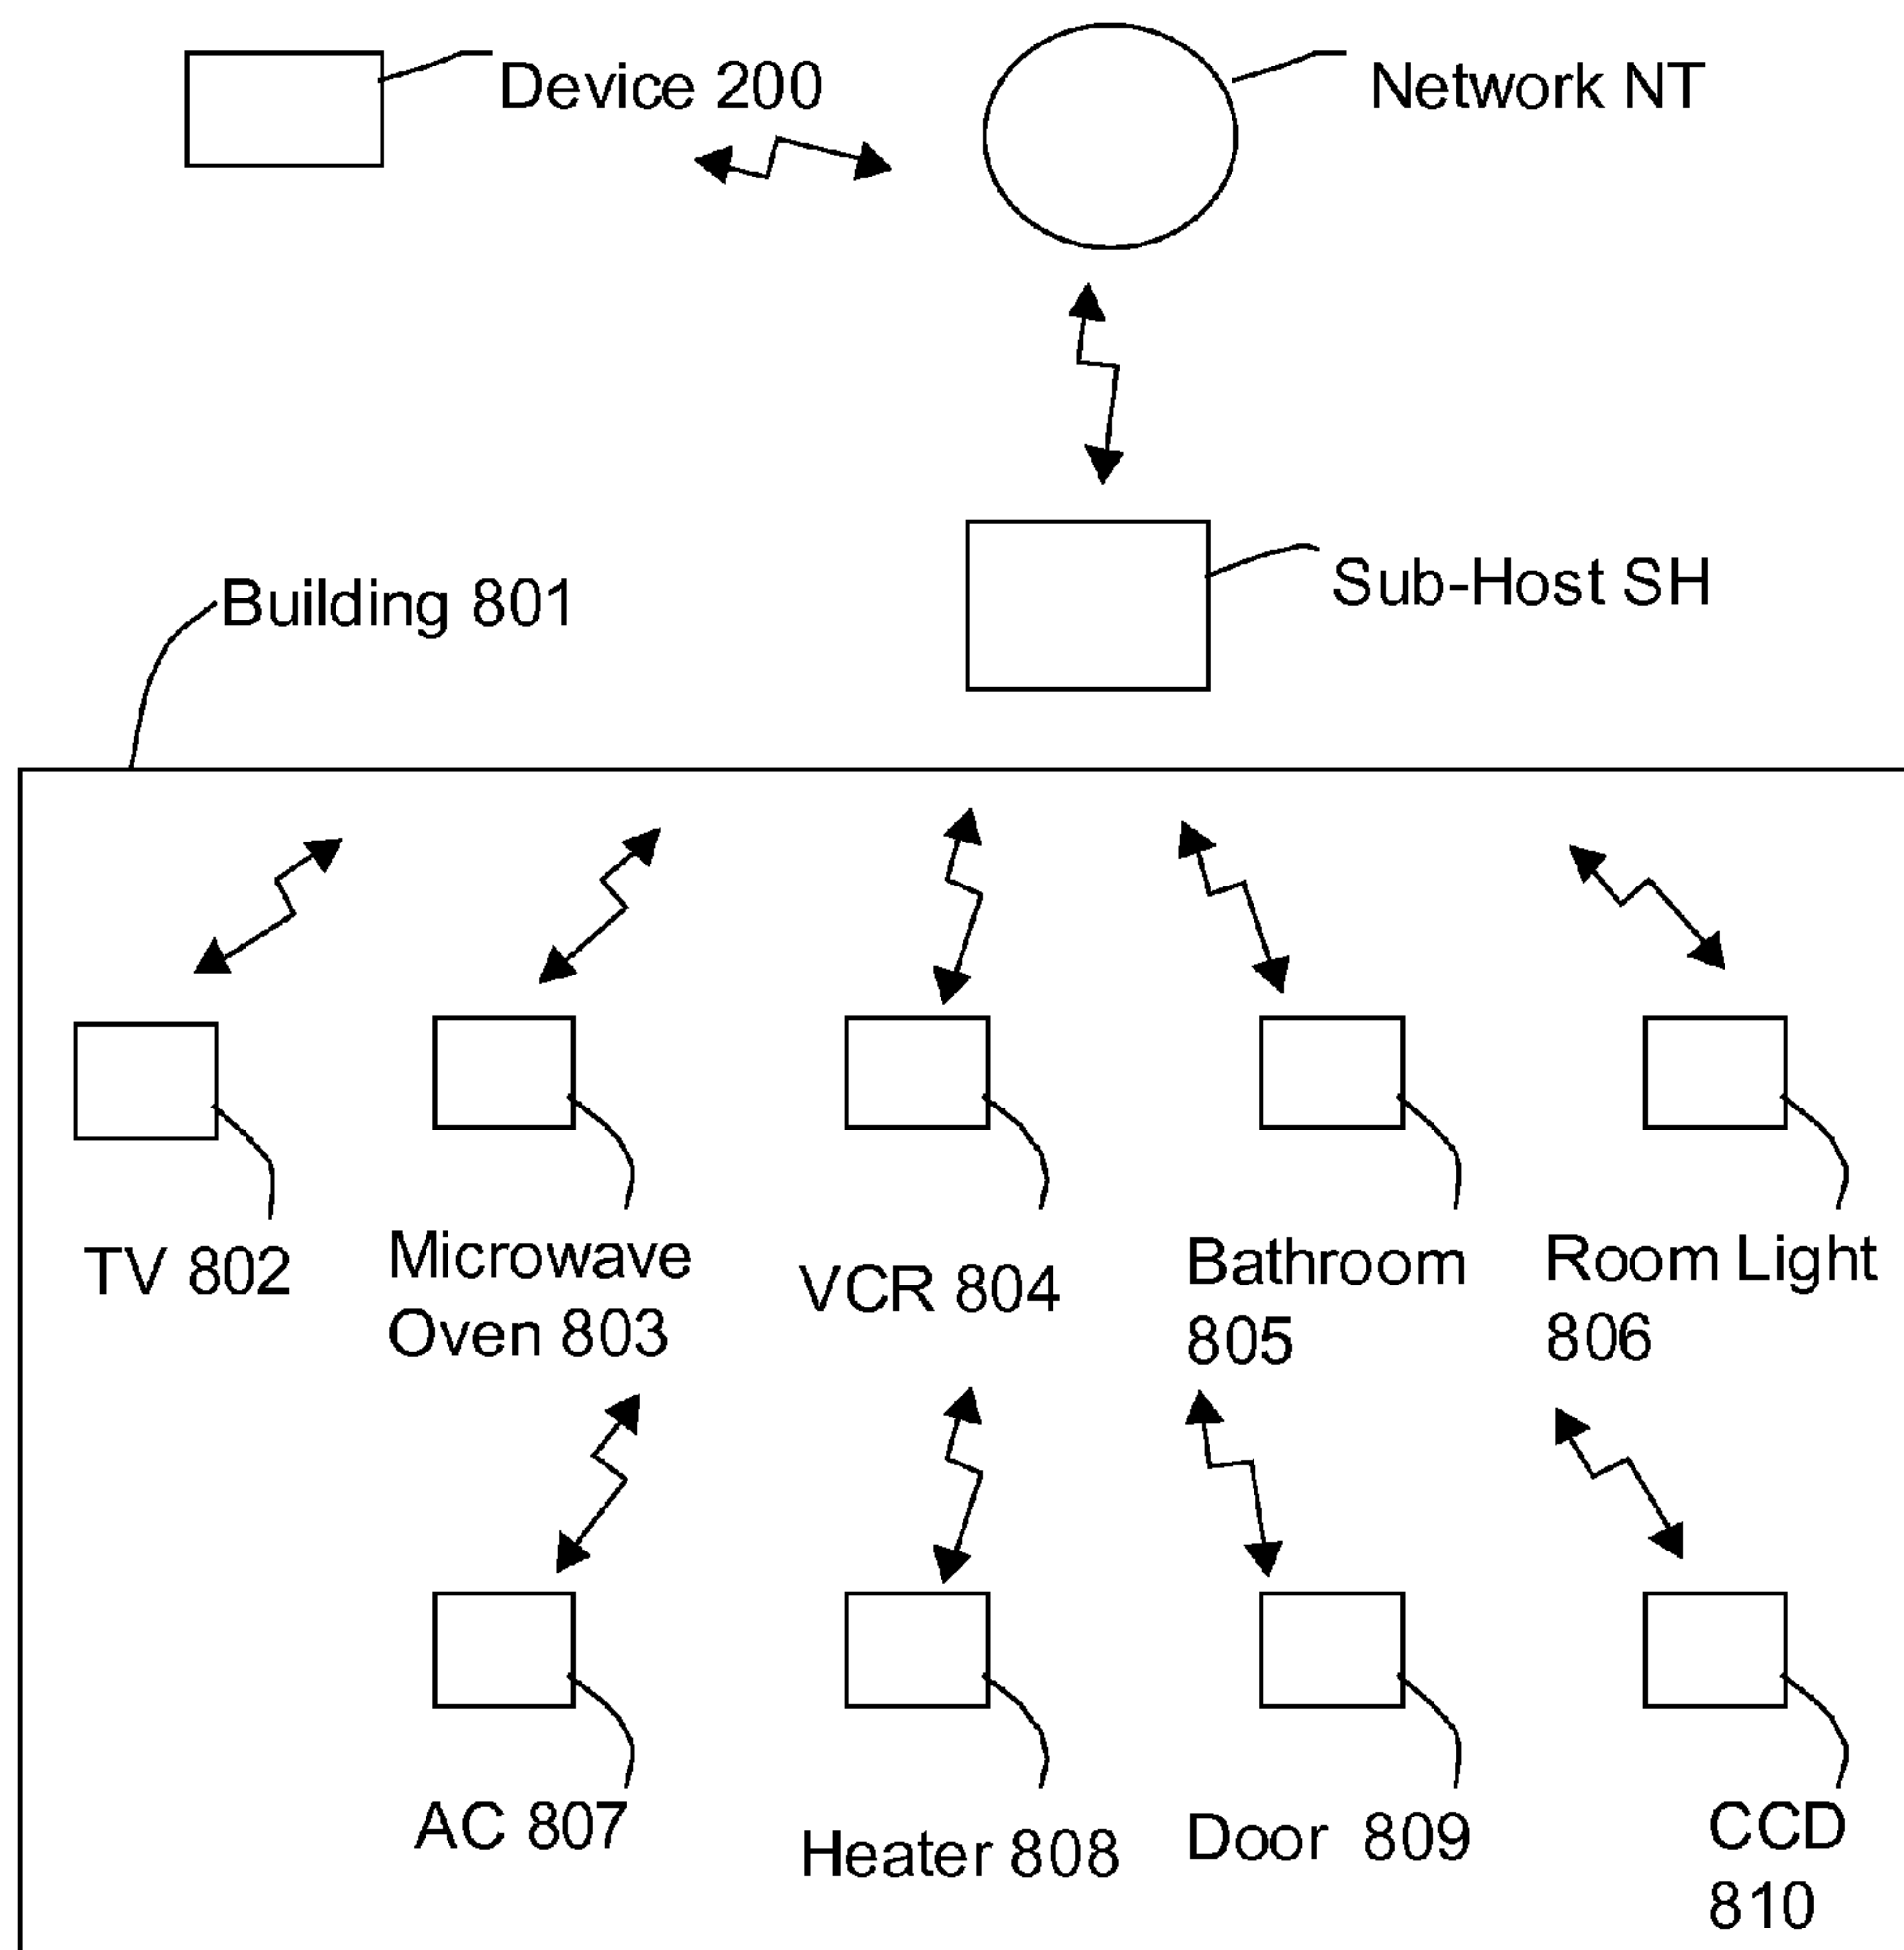 Device 200
Network NT
Sub-Host SH
Building 801
TV 802
Microwave
Oven 803
VCR 804
Bathroom
805
Room Light
806
AC 807
Heater 808
Door 809
CCD
810